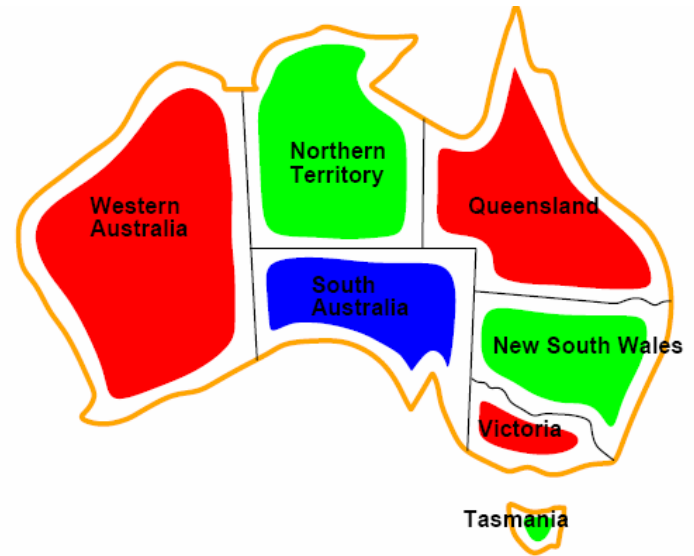 Northern
Territory
Western
Australia
Queensland
South
Australia
New South Wales
Victoria
Tasmania